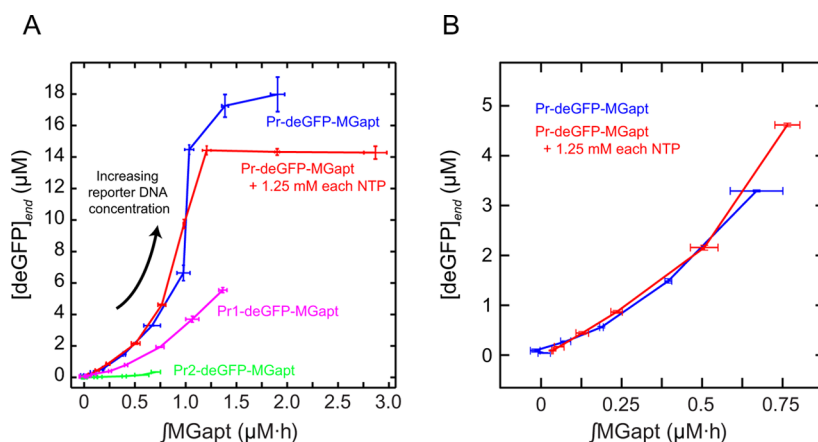 A
B
18
16
14
12
10
8
6
4
2
0
[deGFP]end (μM)
Increasing
reporter DNA
concentration
Pr-deGFP-MGapt
Pr-deGFP-MGapt
+ 1.25 mM each NTP
Pr1-deGFP-MGapt
Pr2-deGFP-MGapt
0 0.5 1.0 1.5 2.0 2.5 3.0
∫MGapt (μM·h)
5
4
3
2
1
0
[deGFP]end (μM)
Pr-deGFP-MGapt
Pr-deGFP-MGapt
+ 1.25 mM each NTP
0 0.25 0.5 0.75
∫MGapt (μM·h)